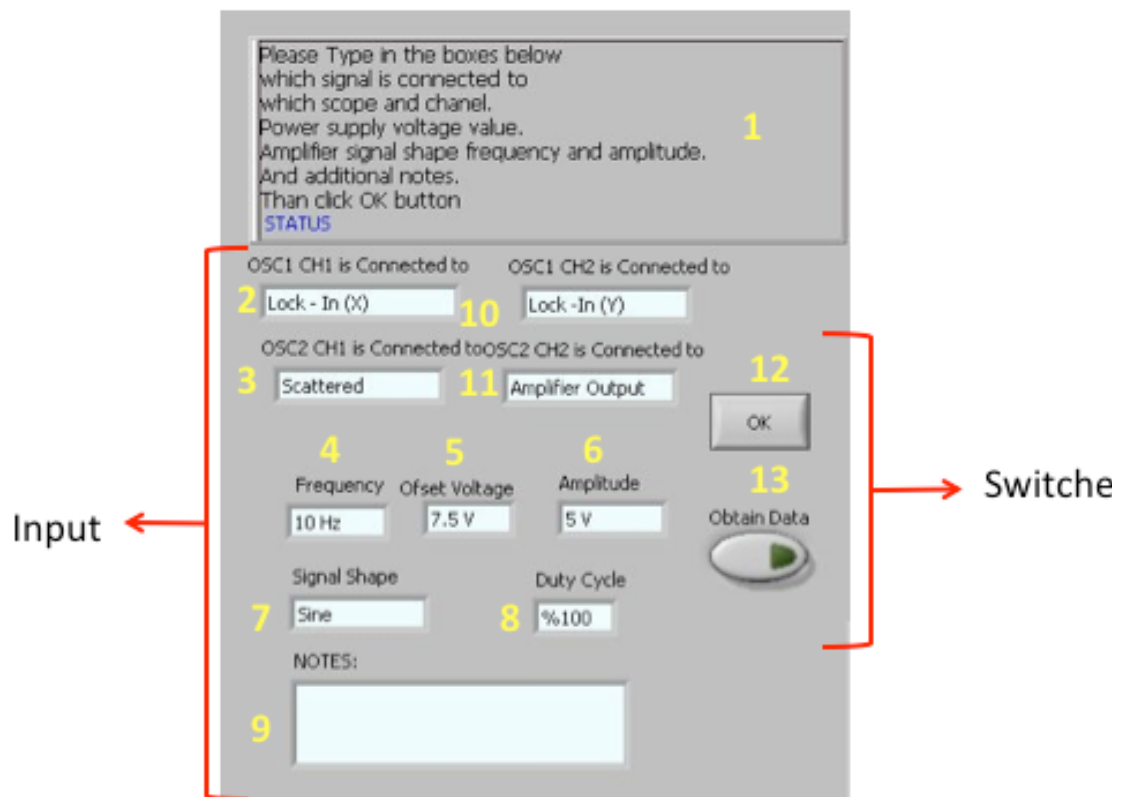 Please Type in the boxes below
which signal is connected to
which scope and chanel.
Power supply voltage value.
1
Amplifier signal shape frequency and amplitude.
And additional notes.
Than click OK button
STATUS
OSC1 CH1 is Connected to
OSC1 CH2 is Connected to
2
Lock - In (X)
10
Lock -In (Y)
OSC2 CH1 is Connected to
OSC2 CH2 is Connected to
3
Scattered
11
Amplifier Output
12
OK
4
5
6
Frequency
Ofset Voltage
Amplitude
10 Hz
7.5 V
5 V
13
Obtain Data
Switche
Input
Signal Shape
Duty Cycle
7
Sine
8
%100
NOTES:
9